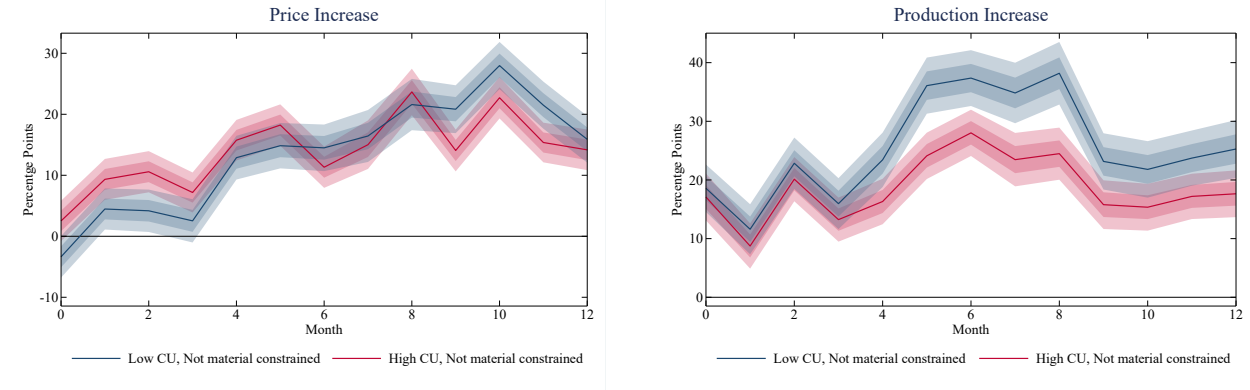 Price Increase
Percentge Points
30
20
10
0
-10
0 2 4 6 8 10 12
Month
Low CU, Not material constrained High CU, Not material constrained
Production Increase
Percentge Points
40
30
20
10
0
0 2 4 6 8 10 12
Month
Low CU, Not material constrained High CU, Not material constrained